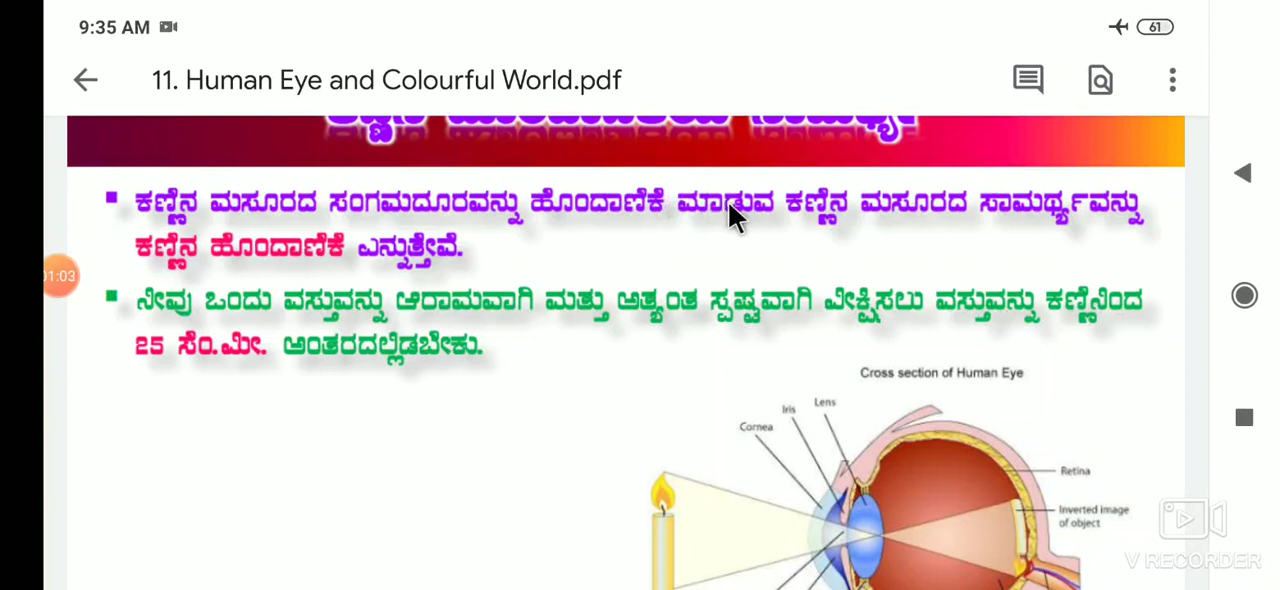 9:35 AM 61
11. Human Eye and Colourful World.pdf
ಕಣ್ಣಿನ ಮಸೂರದ ಸಂಗಮದೂರವನ್ನು ಹೊಂದಾಣಿಕೆ ಮಾಡುವ ಕಣ್ಣಿನ ಮಸೂರದ ಸಾಮರ್ಥ್ಯವನ್ನು
ಕಣ್ಣಿನ ಹೊಂದಾಣಿಕೆ ಎನ್ನುತ್ತೇವೆ.
01:03
ನೀವು ಒಂದು ವಸ್ತುವನ್ನು ಆರಾಮವಾಗಿ ಮತ್ತು ಅತ್ಯಂತ ಸ್ಪಷ್ಟವಾಗಿ ವೀಕ್ಷಿಸಲು ವಸ್ತುವನ್ನು ಕಣ್ಣಿನಿಂದ
25 ಸೆಂ.ಮೀ. ಅಂತರದಲ್ಲಿಡಬೇಕು.
Cross section of Human Eye
Lens
Iris
Cornea
Retina
Inverted image
of object
V RECORDER